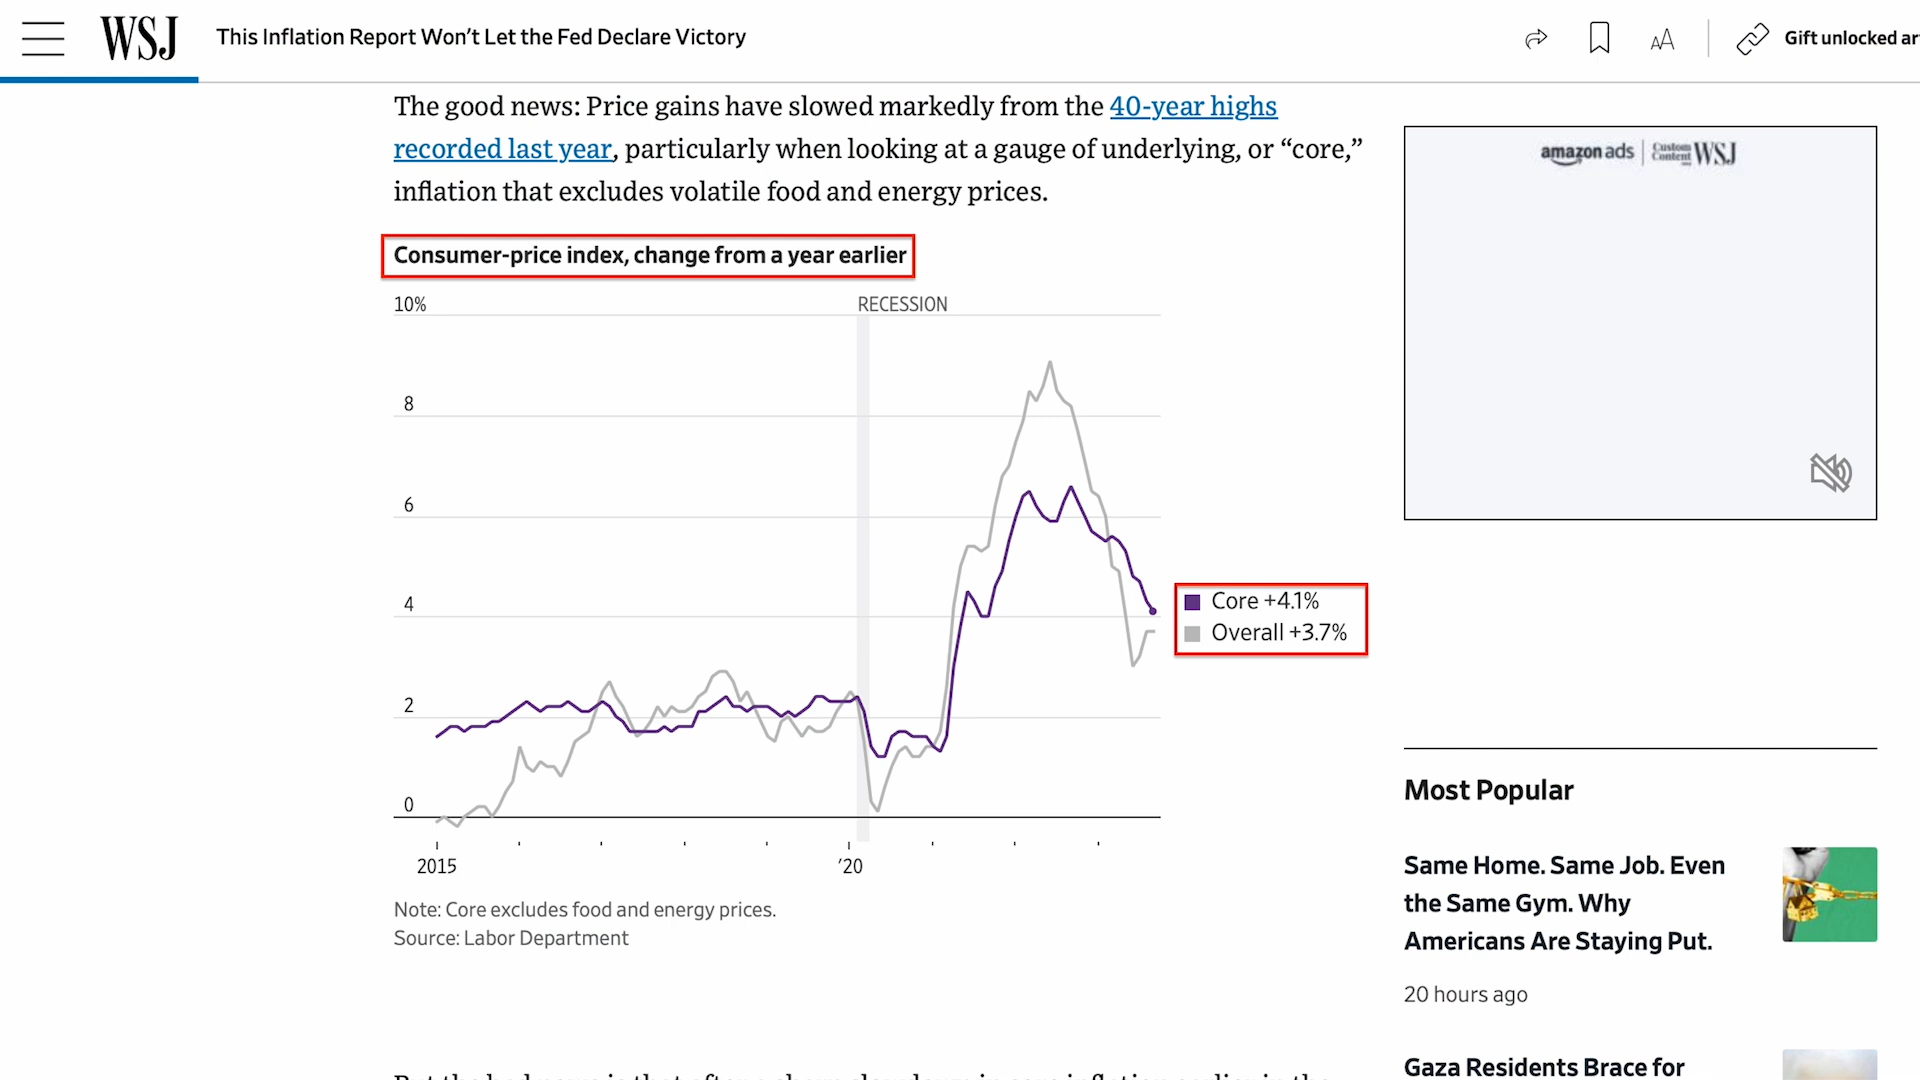 WSJ
This Inflation Report Won’t Let the Fed Declare Victory
AA
Gift unlocked ar
The good news: Price gains have slowed markedly from the 40-year highs
recorded last year, particularly when looking at a gauge of underlying, or “core,”
inflation that excludes volatile food and energy prices.
Consumer-price index, change from a year earlier
10%
RECESSION
8
6
4
2
0
2015
’20
Core +4.1%
Overall +3.7%
Note: Core excludes food and energy prices.
Source: Labor Department
amazon ads
Custom
Content
WSJ
Most Popular
Same Home. Same Job. Even
the Same Gym. Why
Americans Are Staying Put.
20 hours ago
Gaza Residents Brace for